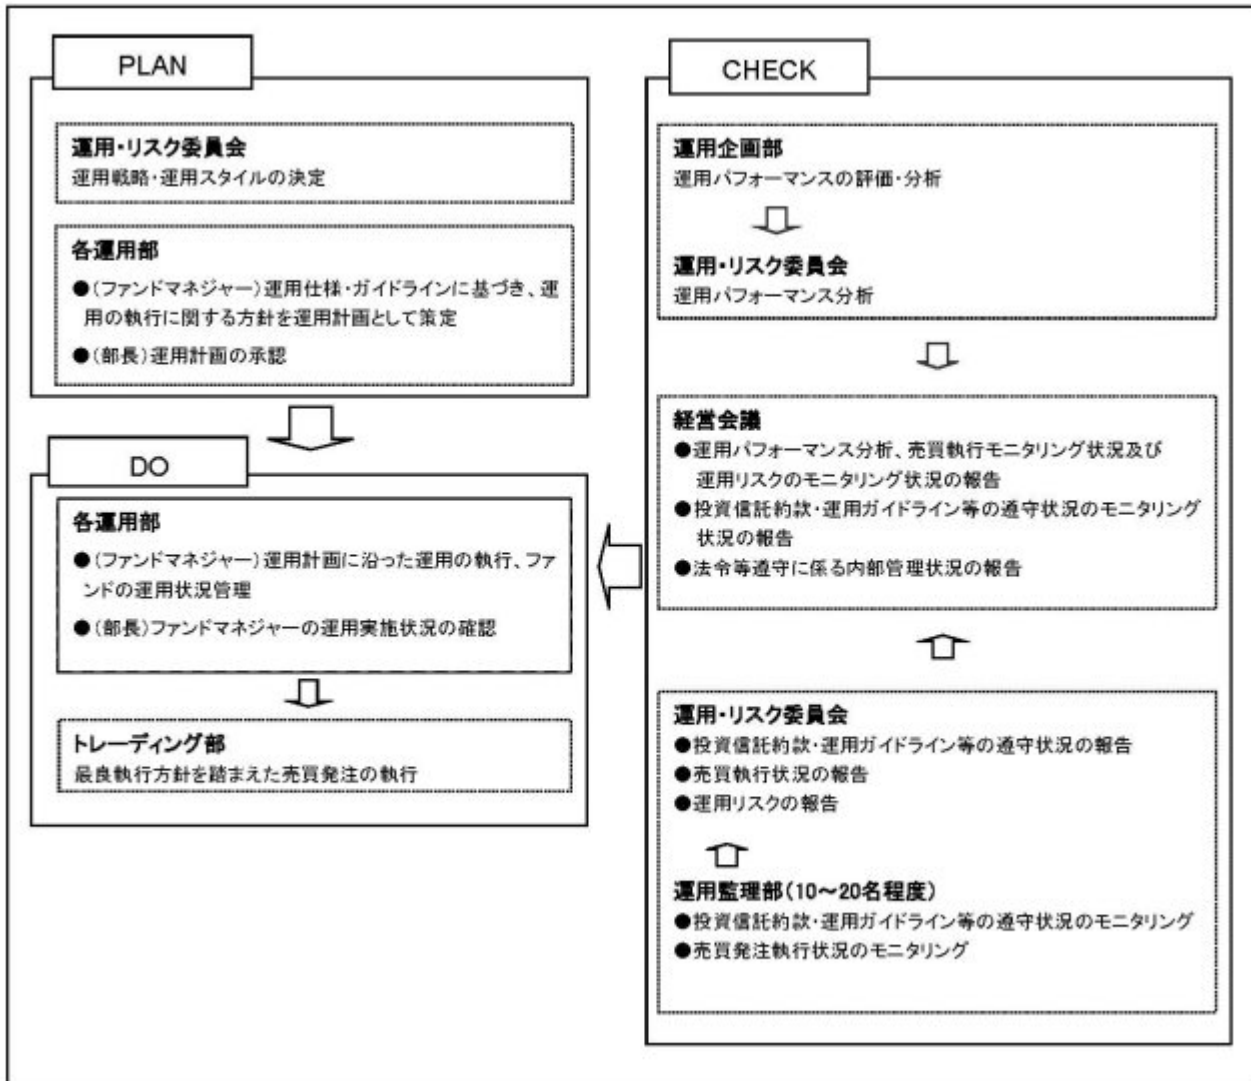 PLAN
運用・リスク委員会
運用戦略・運用スタイルの決定
各運用部
●(ファンドマネジャー)運用仕様・ガイドラインに基づき、運
用の執行に関する方針を運用計画として策定
●(部長)運用計画の承認
DO
各運用部
●(ファンドマネジャー)運用計画に沿った運用の執行、ファ
ンドの運用状況管理
●(部長)ファンドマネジャーの運用実施状況の確認
トレーディング部
最良執行方針を踏まえた売買発注の執行
CHECK
運用企画部
運用パフォーマンスの評価・分析
運用・リスク委員会
運用パフォーマンス分析
経営会議
●運用パフォーマンス分析、売買執行モニタリング状況及び
運用リスクのモニタリング状況の報告
●投資信託約款・運用ガイドライン等の遵守状況のモニタリング
状況の報告
●法令等遵守に係る内部管理状況の報告
運用・リスク委員会
●投資信託約款・運用ガイドライン等の遵守状況の報告
●売買執行状況の報告
●運用リスクの報告
運用監理部(10～20名程度)
●投資信託約款・運用ガイドライン等の遵守状況のモニタリング
●売買発注執行状況のモニタリング